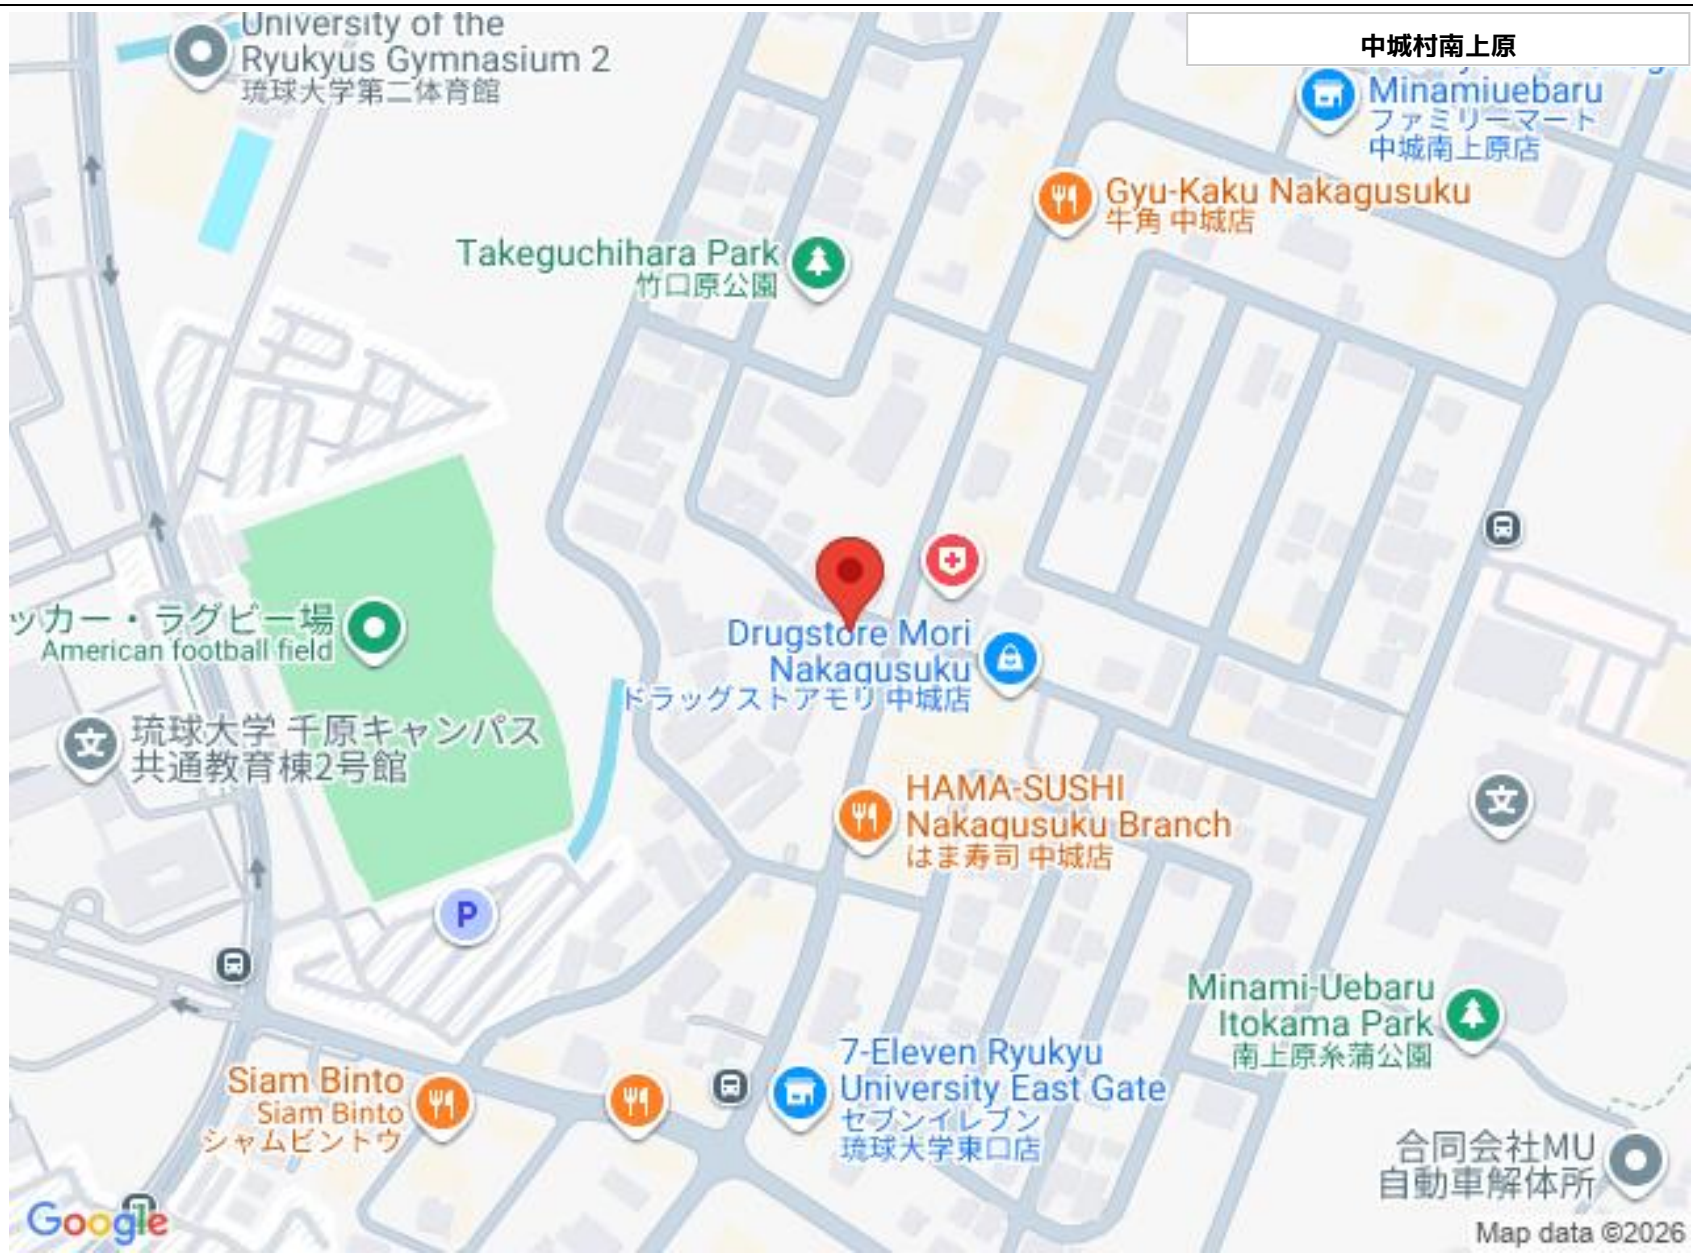 University of the
Ryukyus Gymnasium 2
琉球大学第二体育館
中城村南上原
Minamiuebaru
ファミリーマート
中城南上原店
Gyu-Kaku Nakagusuku
牛角 中城店
Takeguchihara Park
竹口原公園
ッカー・ラグビー場
American football field
Drugstore Mori
Nakagusuku
ドラッグストアモリ 中城店
琉球大学 千原キャンパス
共通教育棟2号館
文
文
HAMA-SUSHI
Nakagusuku Branch
はま寿司 中城店
P
Minami-Uebaru
Itokama Park
南上原糸蒲公園
7-Eleven Ryukyu
University East Gate
セブンイレブン
琉球大学東口店
Siam Binto
Siam Binto
シャムビントウ
合同会社MU
自動車解体所
Google
Map data ©2026